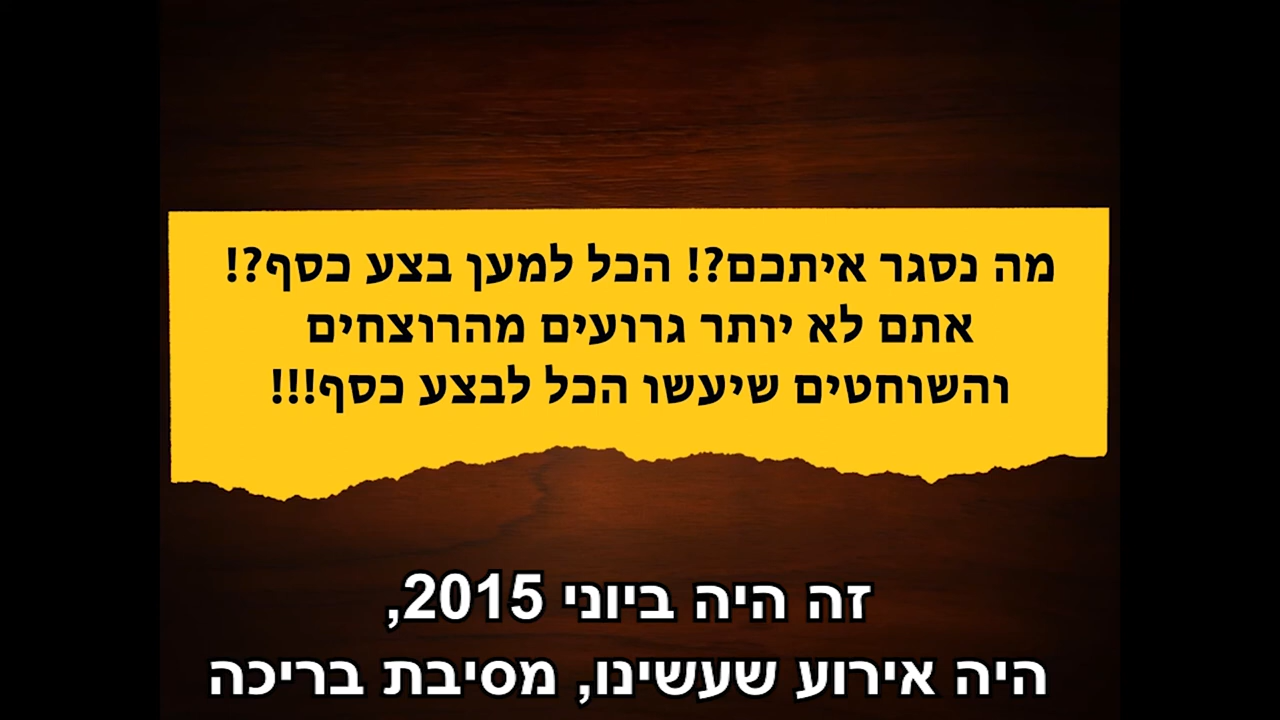 מה נסגר איתכם?! הכל למען בצע כסף?!
אתם לא יותר גרועים מהרוצחים
והשוחטים שיעשו הכל לבצע כסף!!!
זה היה ביוני 2015,
היה אירוע שעשינו, מסיבת בריכה